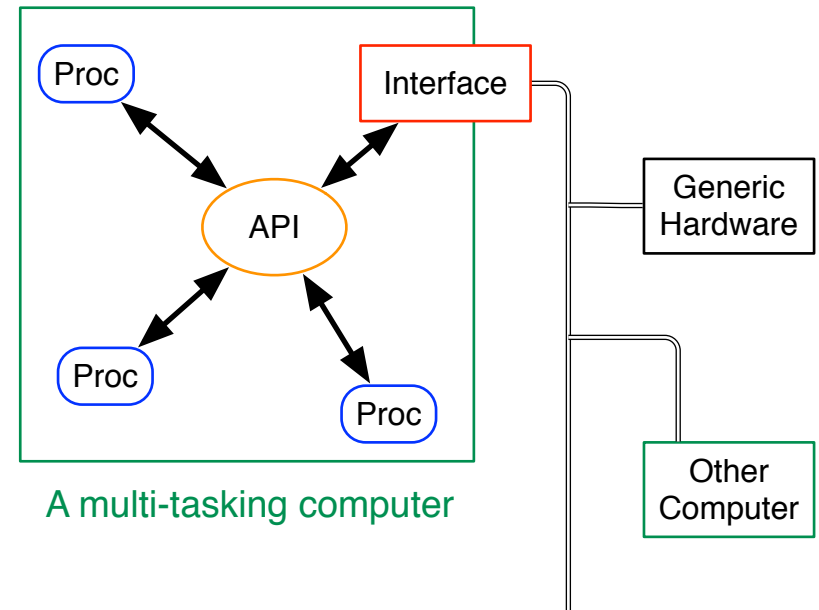 Proc
Interface
Generic
Hardware
API
Proc
Proc
Other
Computer
A multi-tasking computer